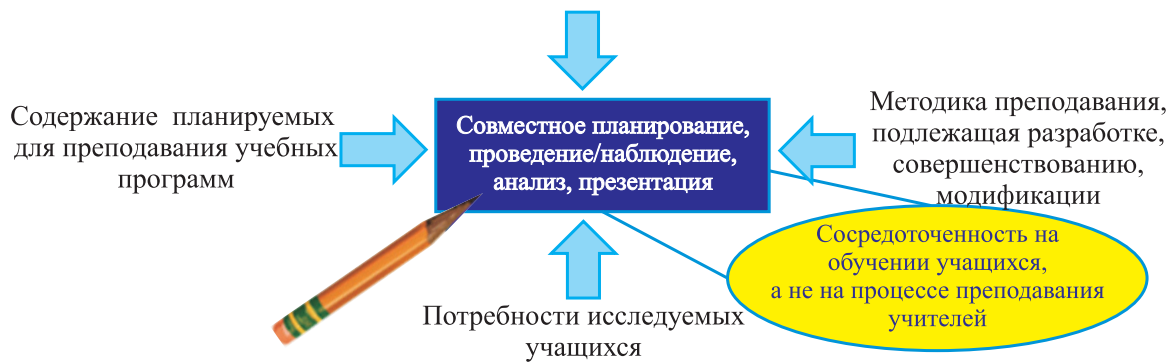 Содержание планируемых
для преподавания учебных
программ
Совместное планирование,
проведение/наблюдение,
анализ, презентация
Методика преподавания,
подлежащая разработке,
совершенствованию,
модификации
Сосредоточенность на
обучении учащихся,
а не на процессе преподавания
учителей
Потребности исследуемых
учащихся